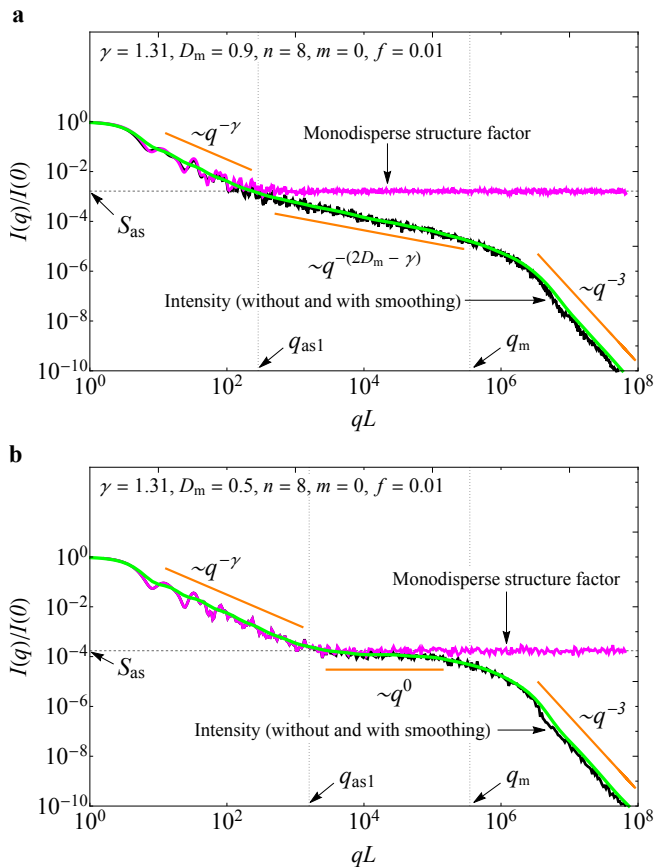 a
γ = 1.31, Dm = 0.9, n = 8, m = 0, f = 0.01
10^0
10^-2
10^-4
10^-6
10^-8
10^-10
I(q)/I(0)
~q^-γ
Monodisperse structure factor
Sas
~q^-(2Dm - γ)
~q^-3
Intensity (without and with smoothing)
qas1
qm
10^0
10^2
10^4
10^6
10^8
qL
b
γ = 1.31, Dm = 0.5, n = 8, m = 0, f = 0.01
10^0
10^-2
10^-4
10^-6
10^-8
10^-10
I(q)/I(0)
~q^-γ
Monodisperse structure factor
Sas
~q^0
~q^-3
Intensity (without and with smoothing)
qas1
qm
10^0
10^2
10^4
10^6
10^8
qL